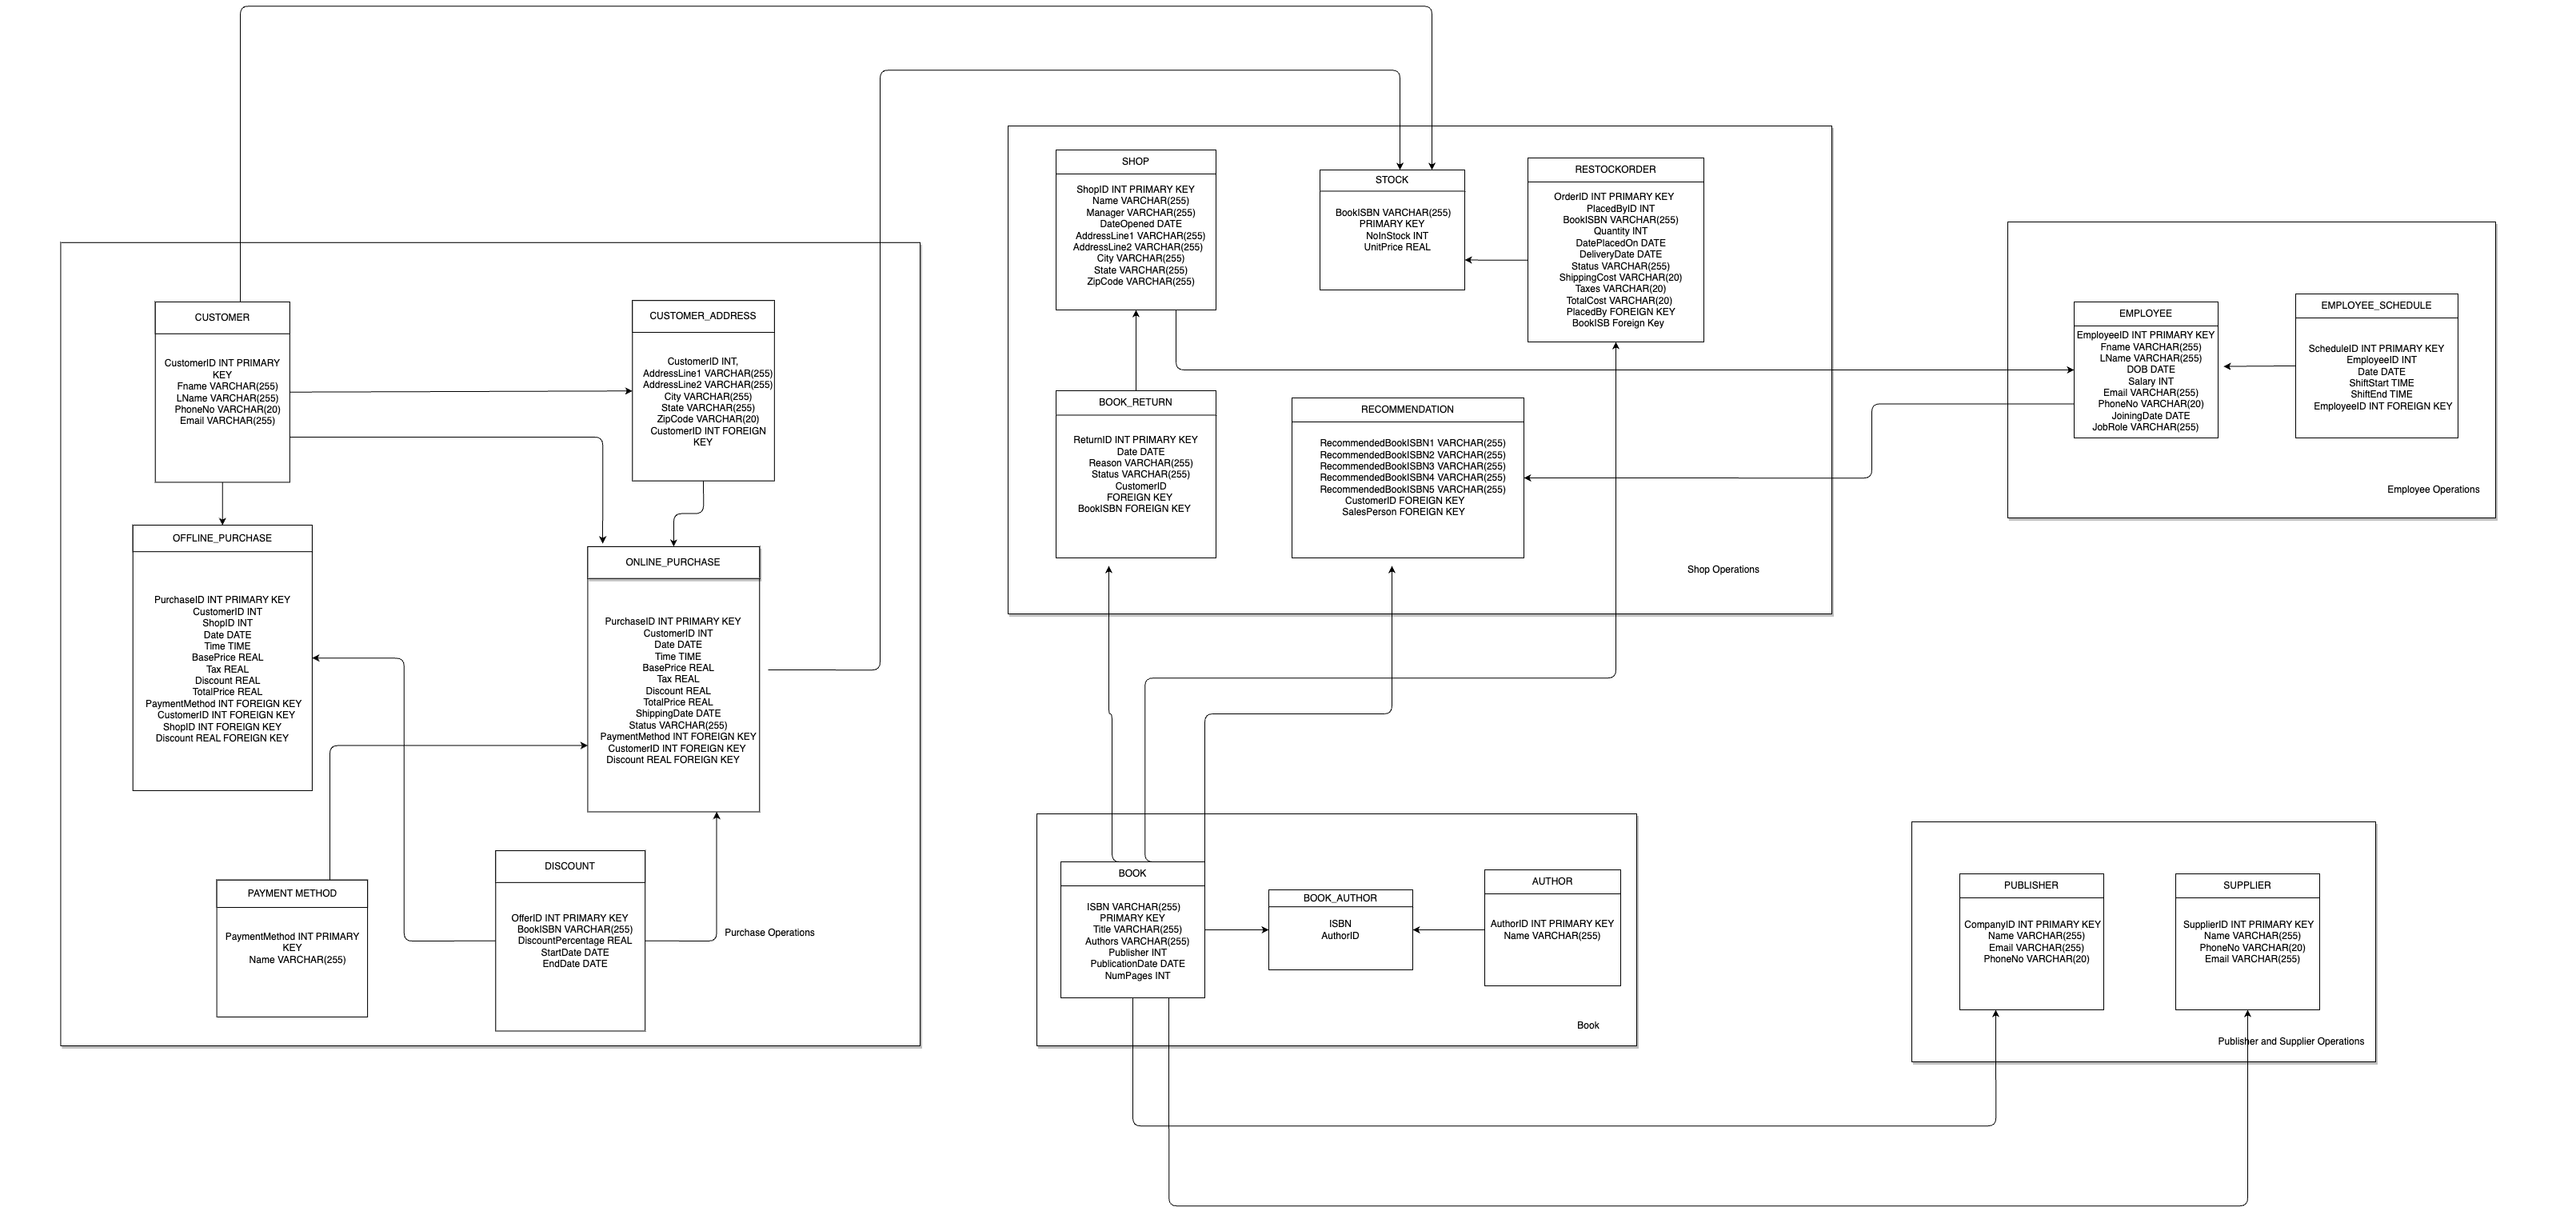 SHOP
ShopID INT PRIMARY KEY
Name VARCHAR(255)
Manager VARCHAR(255)
DateOpened DATE
AddressLine1 VARCHAR(255)
AddressLine2 VARCHAR(255)
City VARCHAR(255)
State VARCHAR(255)
ZipCode VARCHAR(255)
STOCK
BookISBN VARCHAR(255)
PRIMARY KEY
NoInStock INT
UnitPrice REAL
RESTOCKORDER
OrderID INT PRIMARY KEY
PlacedByID INT
BookISBN VARCHAR(255)
Quantity INT
DatePlacedOn DATE
DeliveryDate DATE
Status VARCHAR(255)
ShippingCost VARCHAR(20)
Taxes VARCHAR(20)
TotalCost VARCHAR(20)
PlacedBy FOREIGN KEY
BookISB Foreign Key
BOOK_RETURN
ReturnID INT PRIMARY KEY
Date DATE
Reason VARCHAR(255)
Status VARCHAR(255)
CustomerID
FOREIGN KEY
BookISBN FOREIGN KEY
RECOMMENDATION
RecommendedBookISBN1 VARCHAR(255)
RecommendedBookISBN2 VARCHAR(255)
RecommendedBookISBN3 VARCHAR(255)
RecommendedBookISBN4 VARCHAR(255)
RecommendedBookISBN5 VARCHAR(255)
CustomerID FOREIGN KEY
SalesPerson FOREIGN KEY
Shop Operations
EMPLOYEE
EmployeeID INT PRIMARY KEY
Fname VARCHAR(255)
LName VARCHAR(255)
DOB DATE
Salary INT
Email VARCHAR(255)
PhoneNo VARCHAR(20)
JoiningDate DATE
JobRole VARCHAR(255)
EMPLOYEE_SCHEDULE
ScheduleID INT PRIMARY KEY
EmployeeID INT
Date DATE
ShiftStart TIME
ShiftEnd TIME
EmployeeID INT FOREIGN KEY
Employee Operations
CUSTOMER
CustomerID INT PRIMARY
KEY
Fname VARCHAR(255)
LName VARCHAR(255)
PhoneNo VARCHAR(20)
Email VARCHAR(255)
CUSTOMER_ADDRESS
CustomerID INT,
AddressLine1 VARCHAR(255)
AddressLine2 VARCHAR(255)
City VARCHAR(255)
State VARCHAR(255)
ZipCode VARCHAR(20)
CustomerID INT FOREIGN
KEY
OFFLINE_PURCHASE
PurchaseID INT PRIMARY KEY
CustomerID INT
ShopID INT
Date DATE
Time TIME
BasePrice REAL
Tax REAL
Discount REAL
TotalPrice REAL
PaymentMethod INT FOREIGN KEY
CustomerID INT FOREIGN KEY
ShopID INT FOREIGN KEY
Discount REAL FOREIGN KEY
ONLINE_PURCHASE
PurchaseID INT PRIMARY KEY
CustomerID INT
Date DATE
Time TIME
BasePrice REAL
Tax REAL
Discount REAL
TotalPrice REAL
ShippingDate DATE
Status VARCHAR(255)
PaymentMethod INT FOREIGN KEY
CustomerID INT FOREIGN KEY
Discount REAL FOREIGN KEY
PAYMENT METHOD
PaymentMethod INT PRIMARY
KEY
Name VARCHAR(255)
DISCOUNT
OfferID INT PRIMARY KEY
BookISBN VARCHAR(255)
DiscountPercentage REAL
StartDate DATE
EndDate DATE
Purchase Operations
BOOK
ISBN VARCHAR(255)
PRIMARY KEY
Title VARCHAR(255)
Authors VARCHAR(255)
Publisher INT
PublicationDate DATE
NumPages INT
BOOK_AUTHOR
ISBN
AuthorID
AUTHOR
AuthorID INT PRIMARY KEY
Name VARCHAR(255)
Book
PUBLISHER
CompanyID INT PRIMARY KEY
Name VARCHAR(255)
Email VARCHAR(255)
PhoneNo VARCHAR(20)
SUPPLIER
SupplierID INT PRIMARY KEY
Name VARCHAR(255)
PhoneNo VARCHAR(20)
Email VARCHAR(255)
Publisher and Supplier Operations